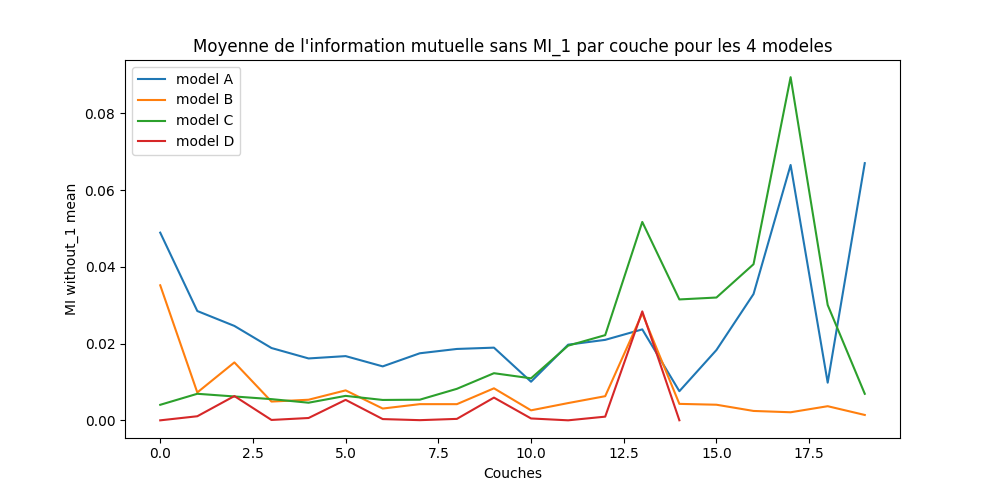 Moyenne de l'information mutuelle sans MI_1 par couche pour les 4 modeles
model A
model B
model C
model D
MI without_1 mean
0.08
0.06
0.04
0.02
0.00
0.0 2.5 5.0 7.5 10.0 12.5 15.0 17.5
Couches